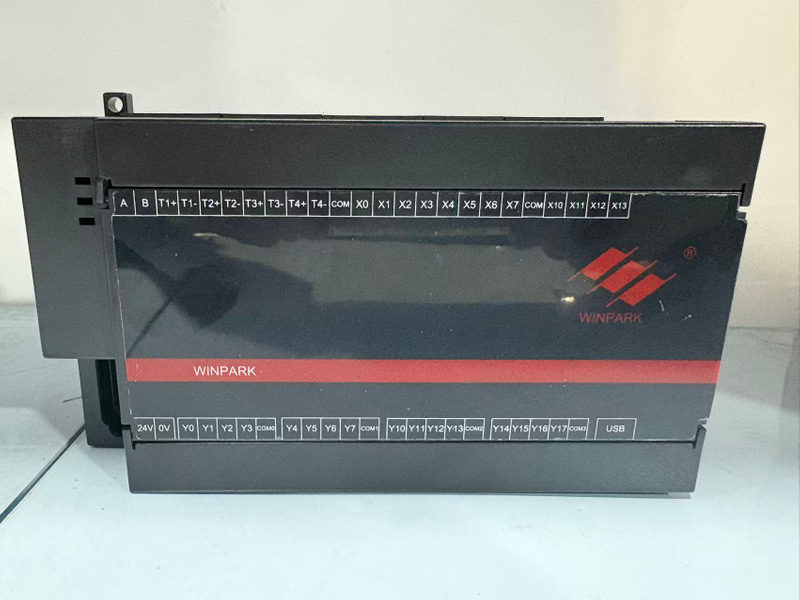 A B T1+ T1- T2+ T2- T3+ T3- T4+ T4- COM X0 X1 X2 X3 X4 X5 X6 X7 COM X10 X11 X12 X13
®
WINPARK
WINPARK
24V 0V Y0 Y1 Y2 Y3 COM0 Y4 Y5 Y6 Y7 COM1 Y10 Y11 Y12 Y13 COM2 Y14 Y15 Y16 Y17 COM3 USB